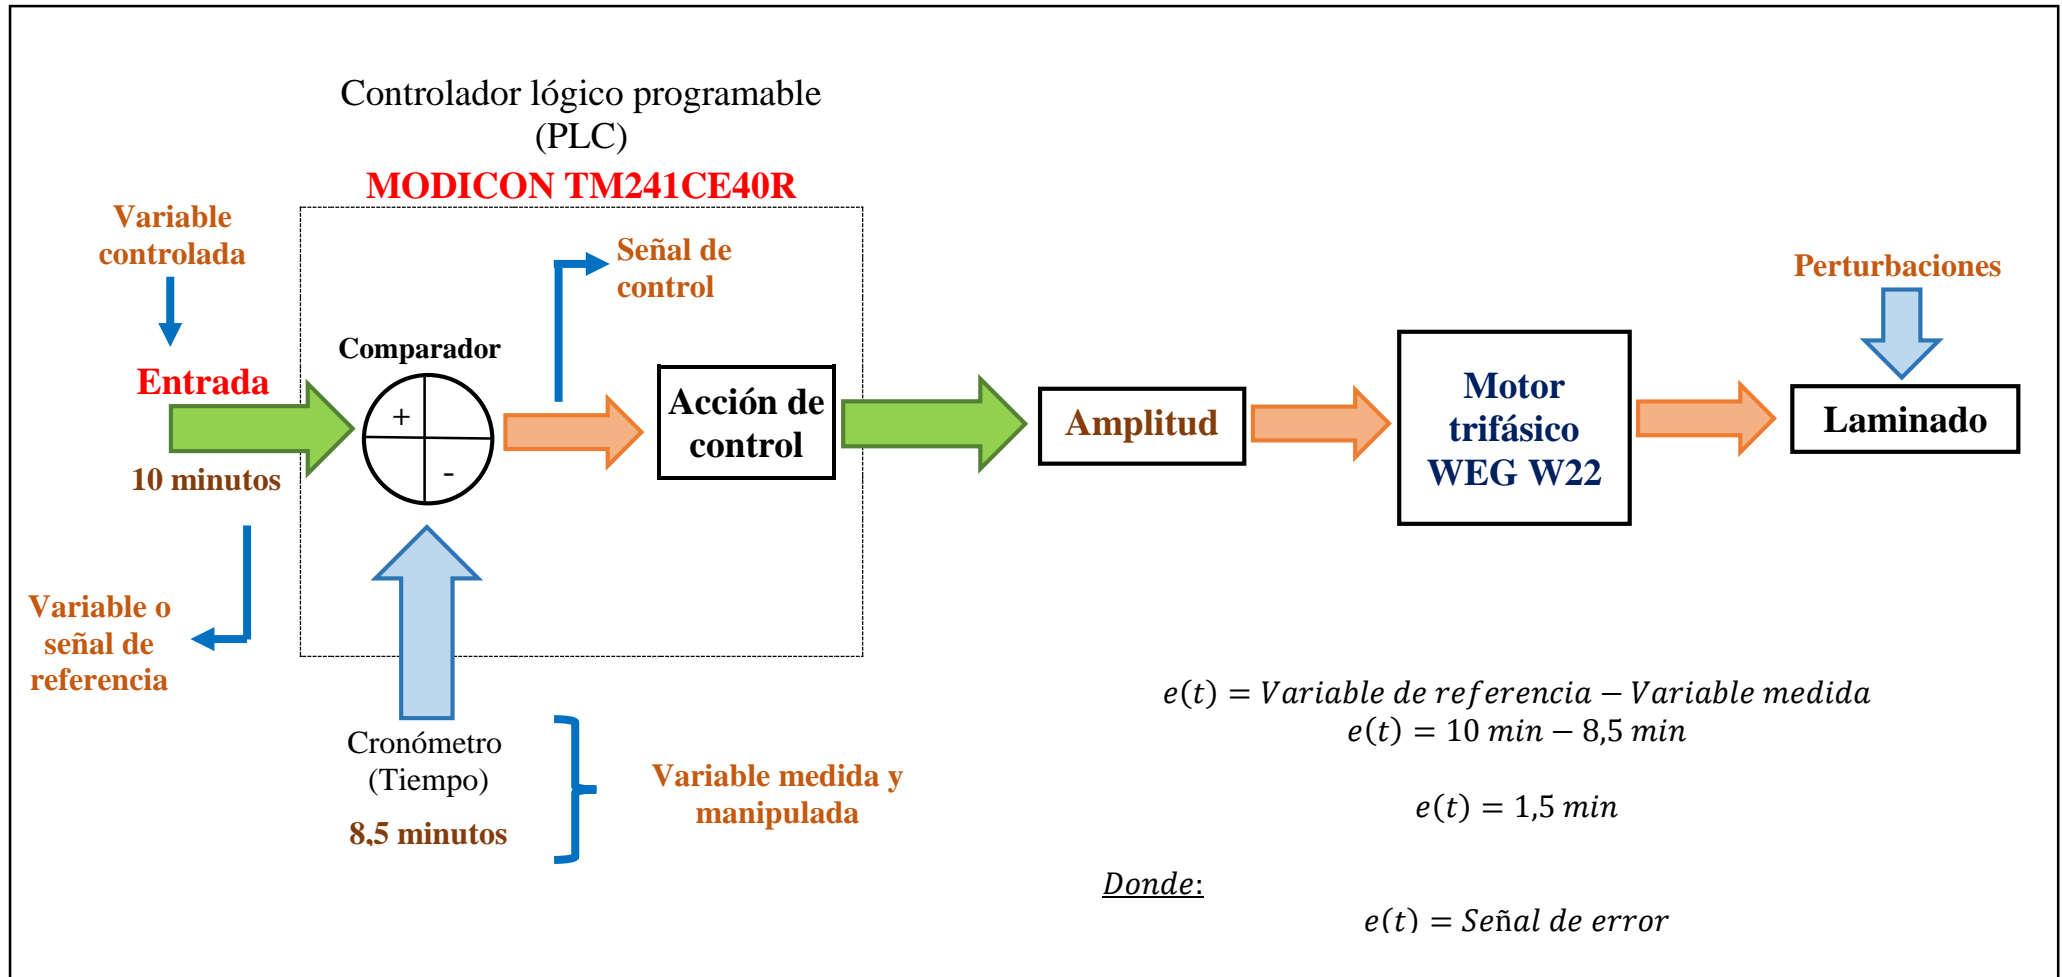 Controlador lógico programable
(PLC)
MODICON TM241CE40R
Variable
controlada
Señal de
control
Perturbaciones
Comparador
Entrada
+
-
Acción de
control
Amplitud
Motor
trifásico
WEG W22
Laminado
10 minutos
Variable o
señal de
referencia
Cronómetro
(Tiempo)
8,5 minutos
Variable medida y
manipulada
e(t) = Variable de referencia − Variable medida
e(t) = 10 min − 8,5 min
e(t) = 1,5 min
Donde:
e(t) = Señal de error